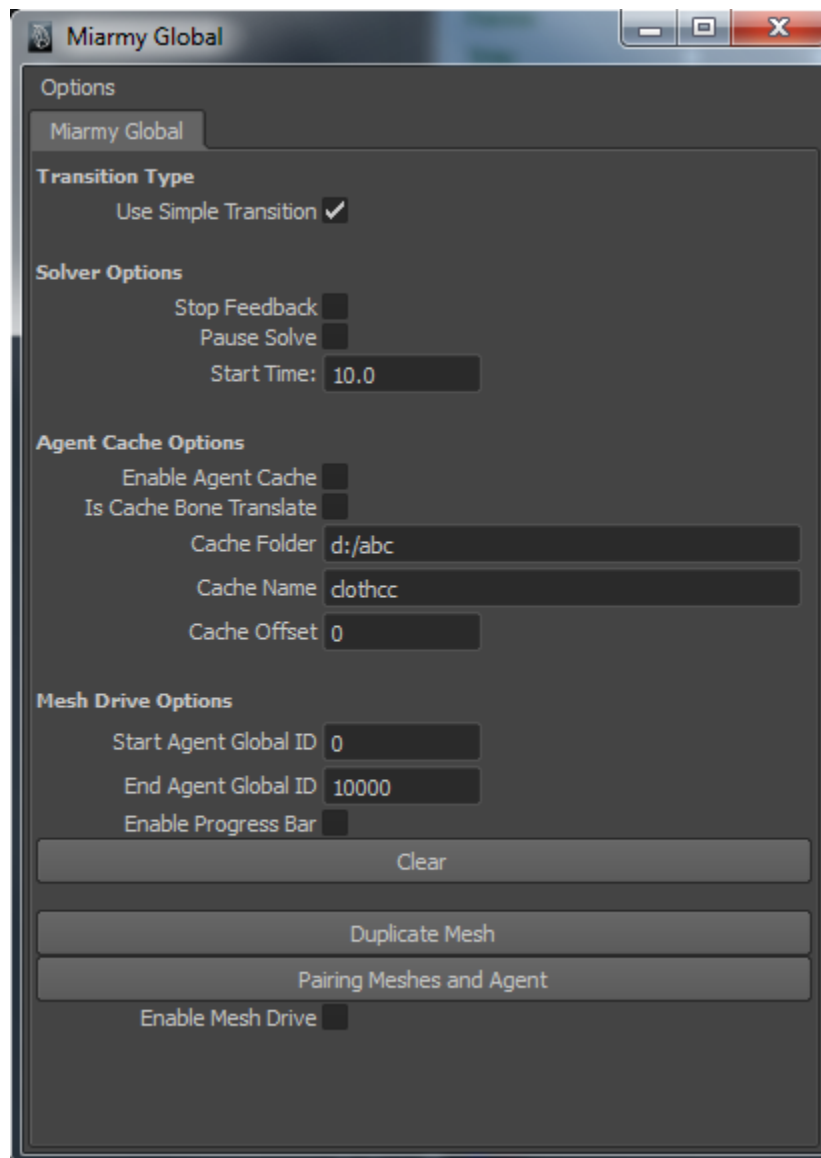 Miarmy Global
Options
Miarmy Global
Transition Type
Use Simple Transition
Solver Options
Stop Feedback
Pause Solve
Start Time: 10.0
Agent Cache Options
Enable Agent Cache
Is Cache Bone Translate
Cache Folder d:/abc
Cache Name clothcc
Cache Offset 0
Mesh Drive Options
Start Agent Global ID 0
End Agent Global ID 10000
Enable Progress Bar
Clear
Duplicate Mesh
Pairing Meshes and Agent
Enable Mesh Drive